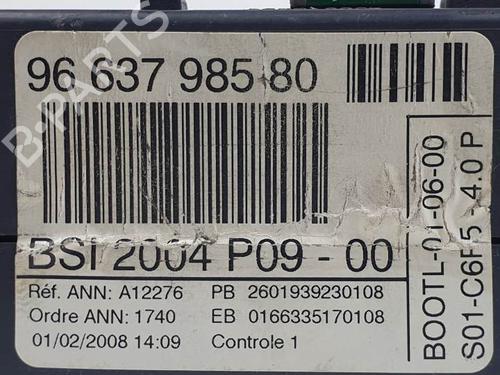 96 637 985 80
BSI 2004 P09 - 00
Réf. ANN: A12276 PB 2601939230108
Ordre ANN: 1740 EB 0166335170108
01/02/2008 14:09 Controle 1
BOOTL-01-06-00
S01-C6F5 - 4.0 P
B-PARTS